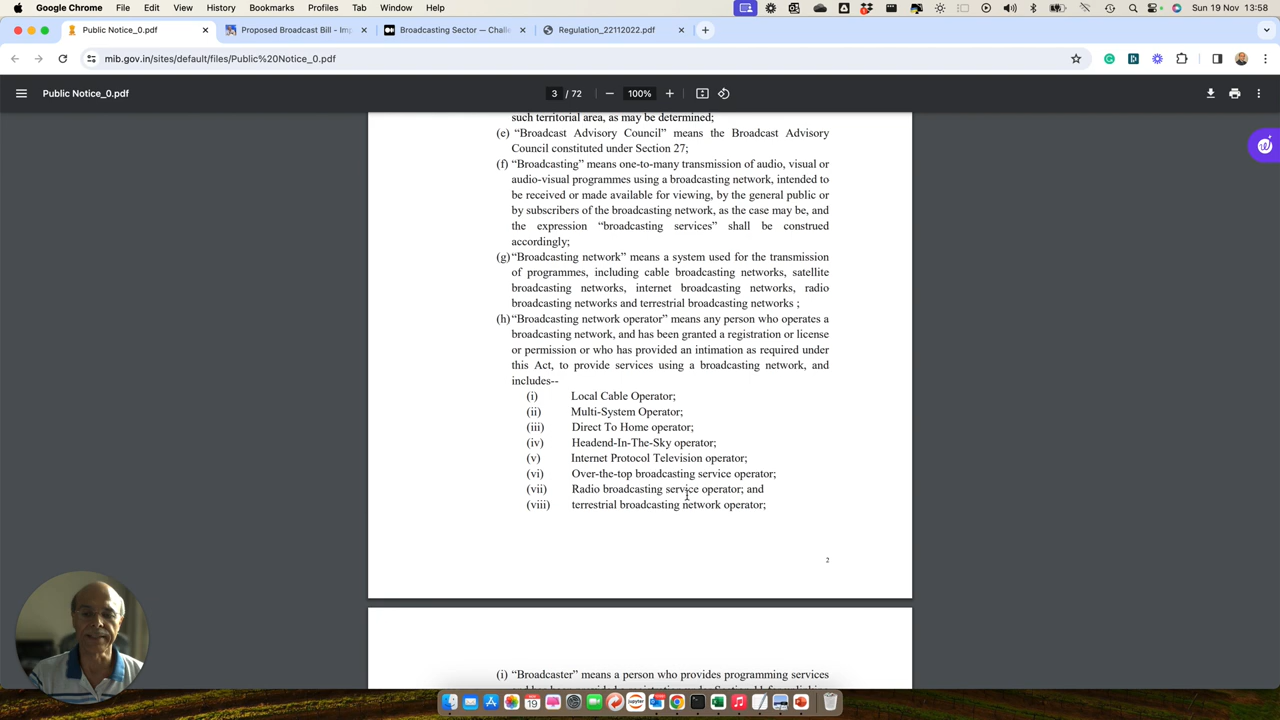 Google Chrome File Edit View History Bookmarks Profiles Tab Window Help Sun 19 Nov 13:58
Public Notice_0.pdf Proposed Broadcast Bill - Im Broadcasting Sector — Chall Regulation_22112022.pdf
mib.gov.in/sites/default/files/Public%20Notice_0.pdf
Public Notice_0.pdf 3 / 72 100%
such territorial area, as may be determined;
(e) “Broadcast Advisory Council” means the Broadcast Advisory
Council constituted under Section 27;
(f) “Broadcasting” means one-to-many transmission of audio, visual or
audio-visual programmes using a broadcasting network, intended to
be received or made available for viewing, by the general public or
by subscribers of the broadcasting network, as the case may be, and
the expression “broadcasting services” shall be construed
accordingly;
(g) “Broadcasting network” means a system used for the transmission
of programmes, including cable broadcasting networks, satellite
broadcasting networks, internet broadcasting networks, radio
broadcasting networks and terrestrial broadcasting networks ;
(h) “Broadcasting network operator” means any person who operates a
broadcasting network, and has been granted a registration or license
or permission or who has provided an intimation as required under
this Act, to provide services using a broadcasting network, and
includes--
(i) Local Cable Operator;
(ii) Multi-System Operator;
(iii) Direct To Home operator;
(iv) Headend-In-The-Sky operator;
(v) Internet Protocol Television operator;
(vi) Over-the-top broadcasting service operator;
(vii) Radio broadcasting service operator; and
(viii) terrestrial broadcasting network operator;
2
(i) “Broadcaster” means a person who provides programming services